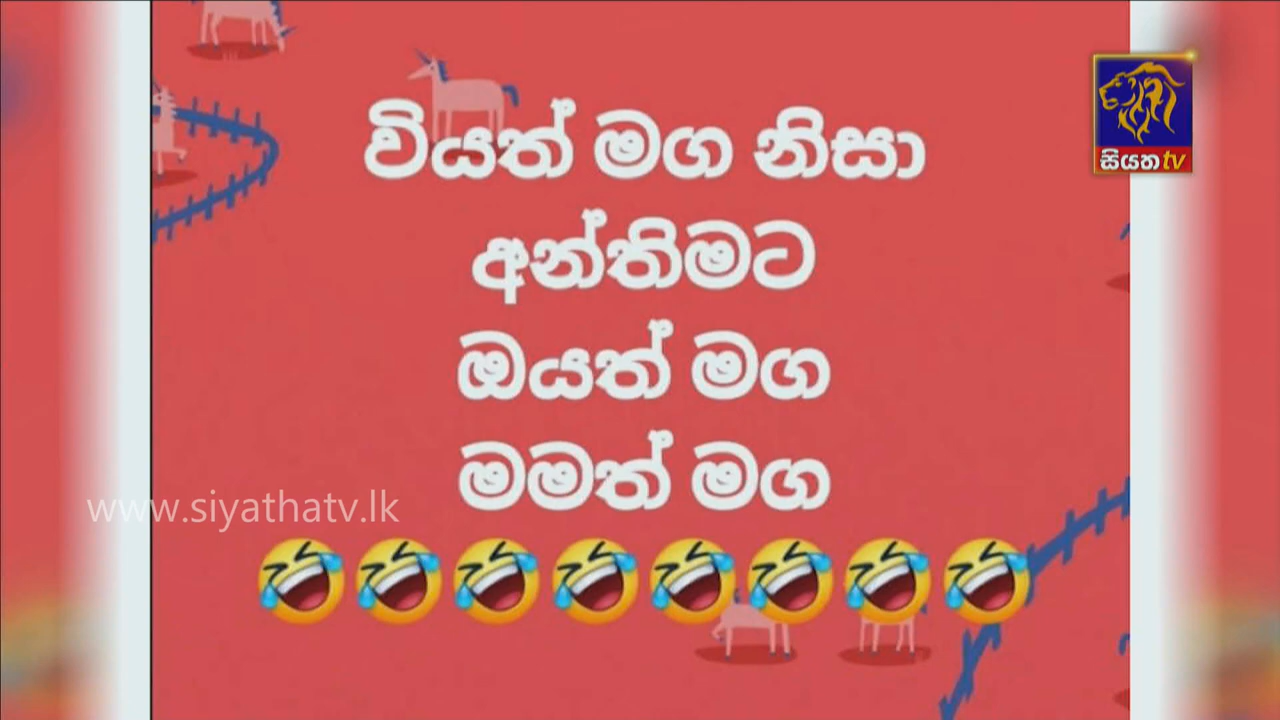 වියත් මග නිසා
අන්තිමට
ඔයත් මග
මමත් මග
🤣🤣🤣🤣🤣🤣🤣🤣
සියත tv
www.siyathatv.lk